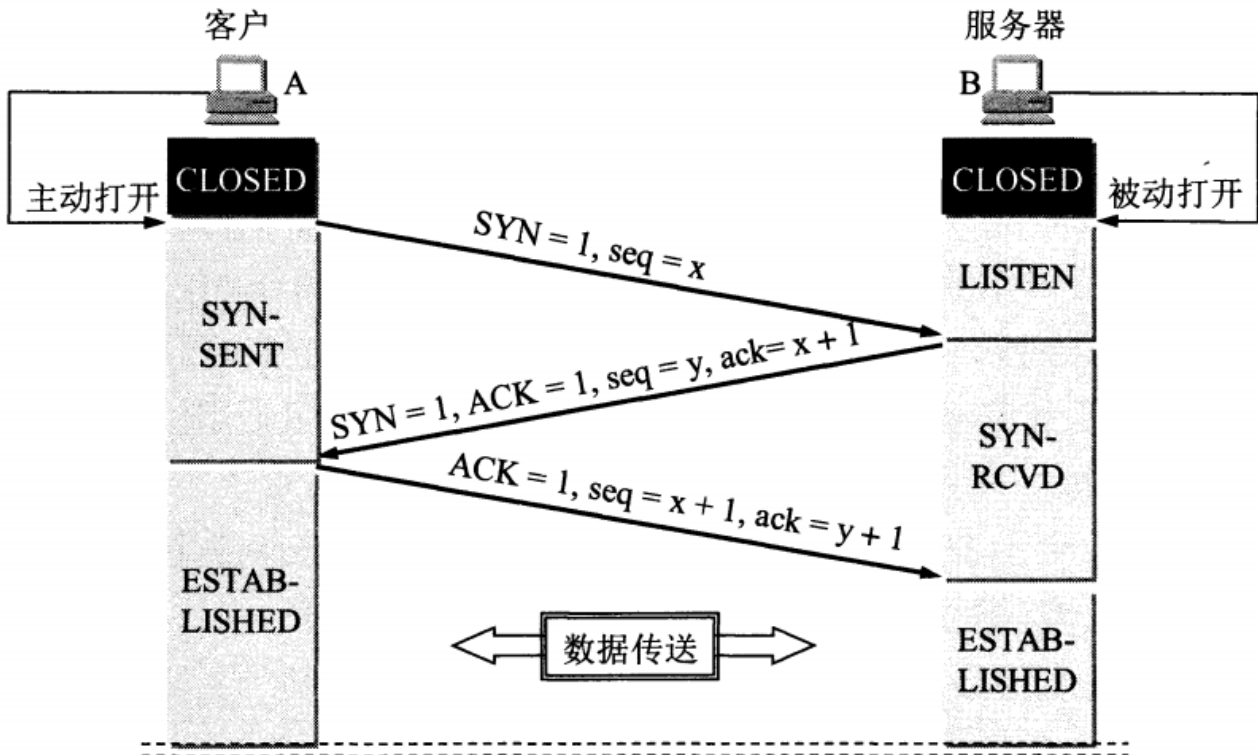 客户
服务器
A
B
CLOSED
CLOSED
主动打开
被动打开
SYN = 1, seq = x
LISTEN
SYN-
SENT
SYN = 1, ACK = 1, seq = y, ack= x + 1
SYN-
RCVD
ACK = 1, seq = x + 1, ack = y + 1
ESTAB-
LISHED
数据传送
ESTAB-
LISHED